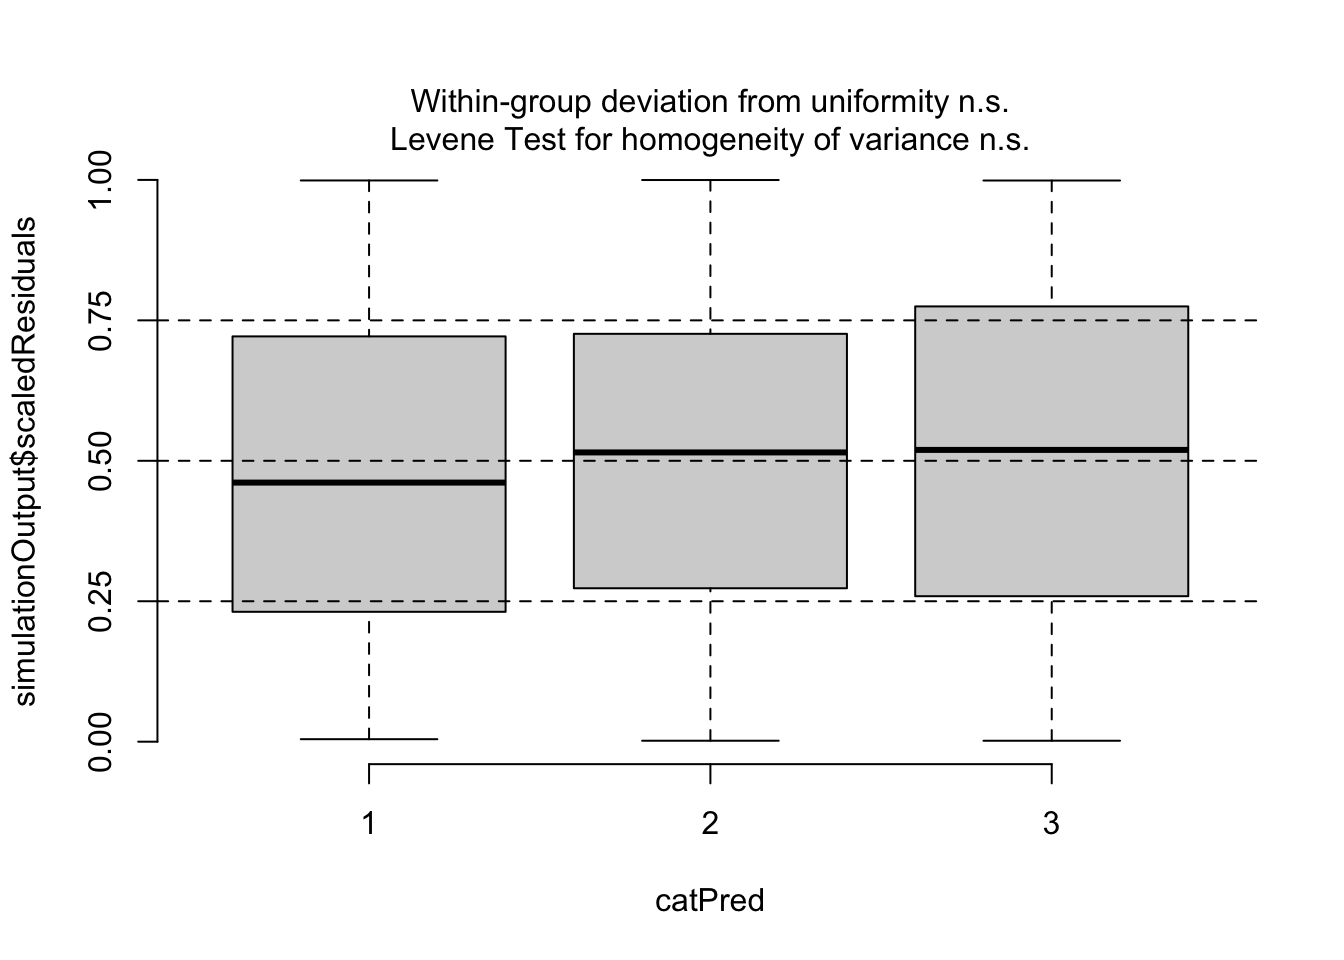 Within-group deviation from uniformity n.s.
Levene Test for homogeneity of variance n.s.
simulationOutput$scaledResiduals
1.00
0.75
0.50
0.25
0.00
1 2 3
catPred